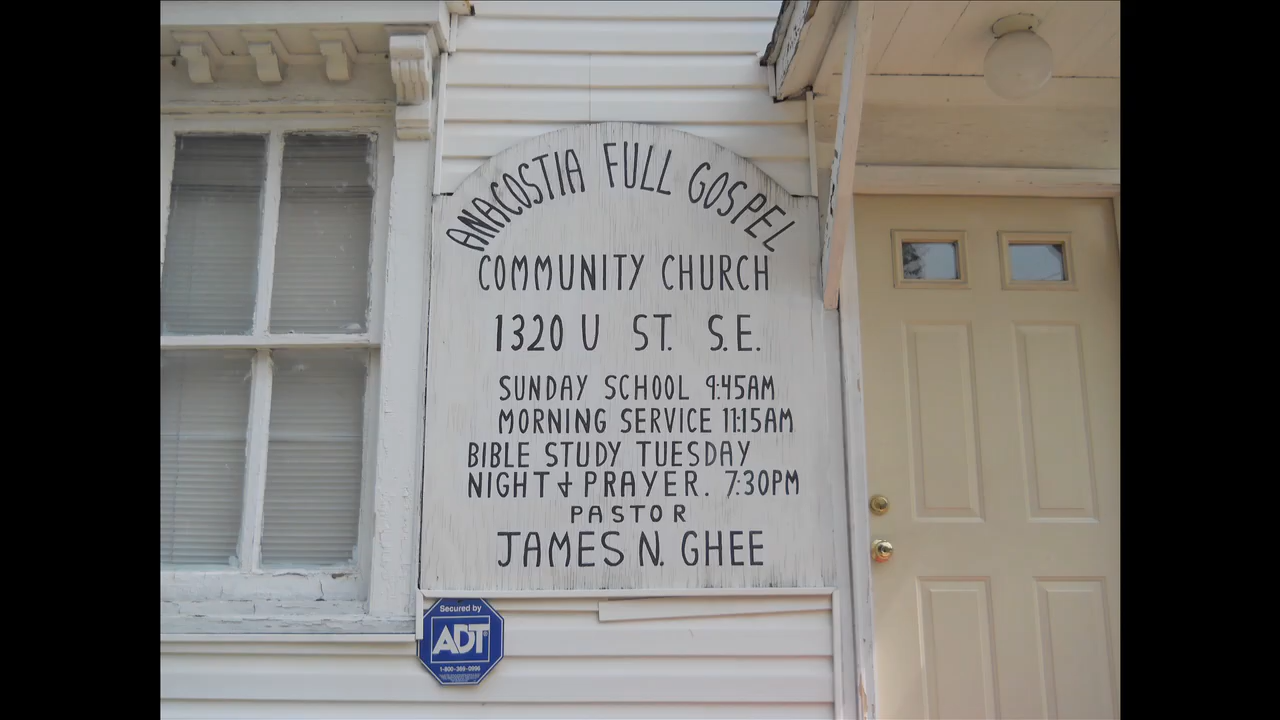 ANACOSTIA FULL GOSPEL
COMMUNITY CHURCH
1320 U ST. S.E.
SUNDAY SCHOOL 9:45AM
MORNING SERVICE 11:15AM
BIBLE STUDY TUESDAY
NIGHT & PRAYER. 7:30PM
PASTOR
JAMES N. GHEE
Secured by
ADT